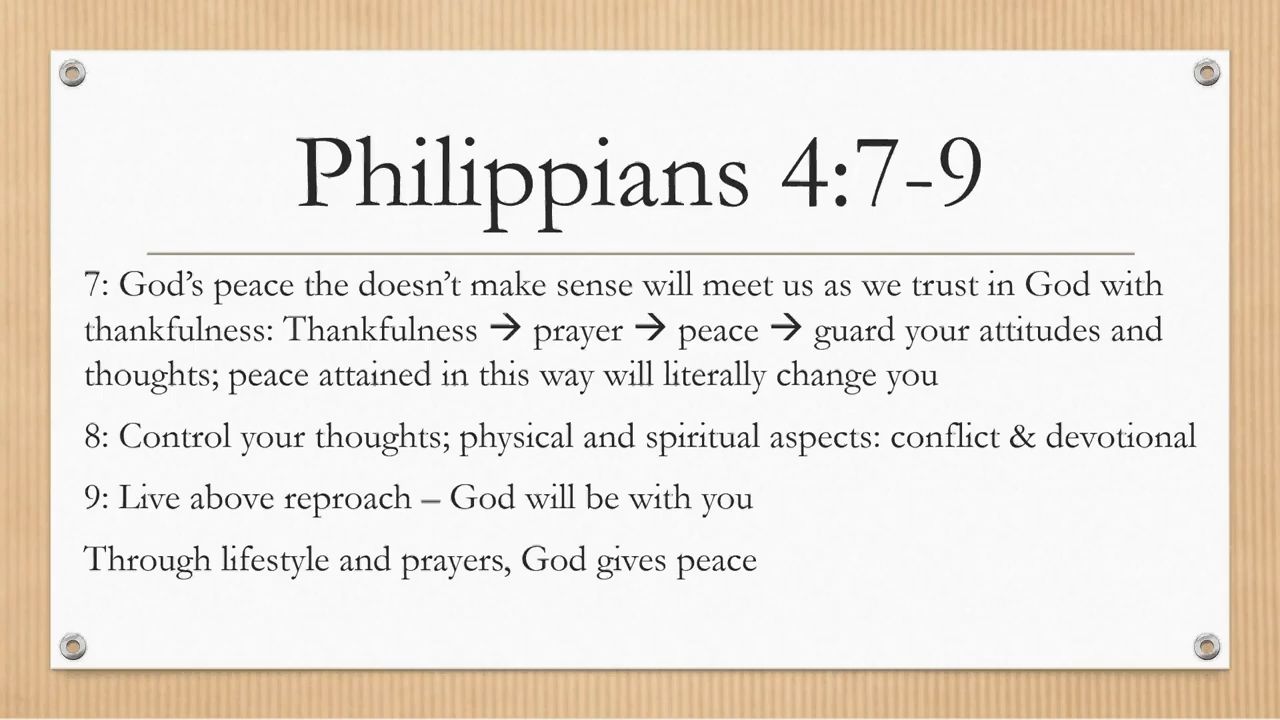 Philippians 4:7-9
7: God’s peace the doesn’t make sense will meet us as we trust in God with
thankfulness: Thankfulness → prayer → peace → guard your attitudes and
thoughts; peace attained in this way will literally change you
8: Control your thoughts; physical and spiritual aspects: conflict & devotional
9: Live above reproach – God will be with you
Through lifestyle and prayers, God gives peace